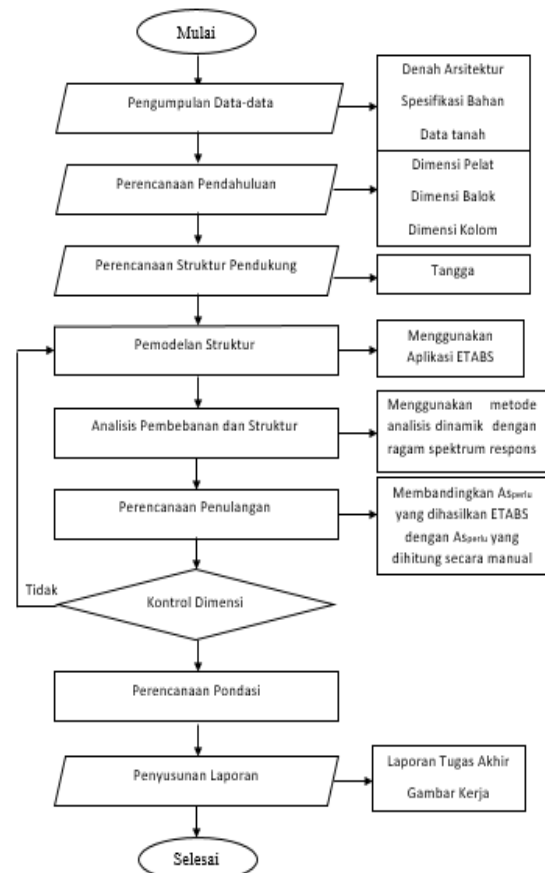 Mulai
Pengumpulan Data-data
Denah Arsitektur
Spesifikasi Bahan
Data tanah
Perencanaan Pendahuluan
Dimensi Pelat
Dimensi Balok
Dimensi Kolom
Perencanaan Struktur Pendukung
Tangga
Pemodelan Struktur
Menggunakan
Aplikasi ETABS
Analisis Pembebanan dan Struktur
Menggunakan metode
analisis dinamik dengan
ragam spektrum respons
Perencanaan Penulangan
Membandingkan Asperlu
yang dihasilkan ETABS
dengan Asperlu yang
dihitung secara manual
Tidak
Kontrol Dimensi
Perencanaan Pondasi
Penyusunan Laporan
Laporan Tugas Akhir
Gambar Kerja
Selesai